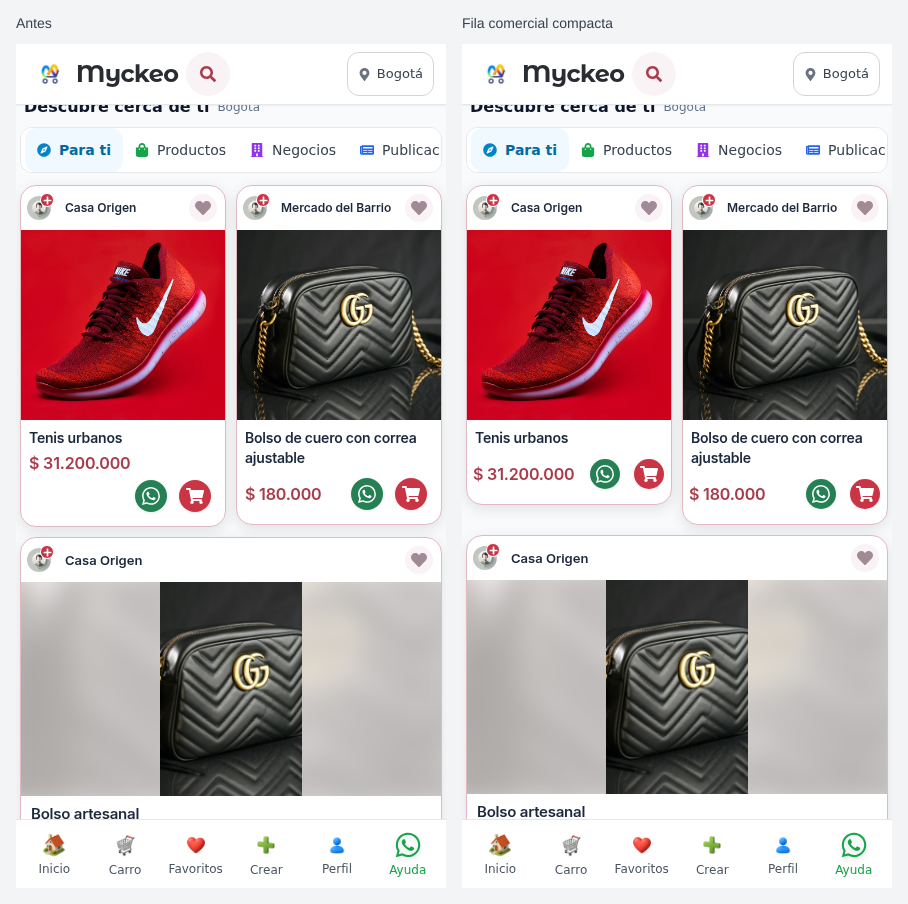 Antes
Myckeo
Bogotá
Descubre cerca de ti Bogotá
Para ti Productos Negocios Publicac
Casa Origen
Mercado del Barrio
NIKE
Tenis urbanos
$ 31.200.000
Bolso de cuero con correa
ajustable
$ 180.000
Casa Origen
Bolso artesanal
Inicio Carro Favoritos Crear Perfil Ayuda
Fila comercial compacta
Myckeo
Bogotá
Descubre cerca de ti Bogotá
Para ti Productos Negocios Publicac
Casa Origen
Mercado del Barrio
NIKE
Tenis urbanos
$ 31.200.000
Bolso de cuero con correa
ajustable
$ 180.000
Casa Origen
Bolso artesanal
Inicio Carro Favoritos Crear Perfil Ayuda